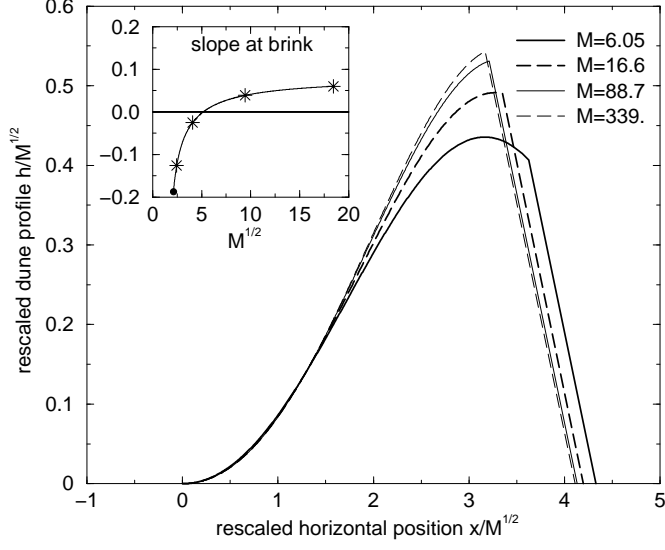 slope at brink
0.2
0.1
0.0
−0.1
−0.2
0 5 10 15 20
M^1/2
M=6.05
M=16.6
M=88.7
M=339.
rescaled dune profile h/M^1/2
0.6
0.5
0.4
0.3
0.2
0.1
0
−1 0 1 2 3 4 5
rescaled horizontal position x/M^1/2